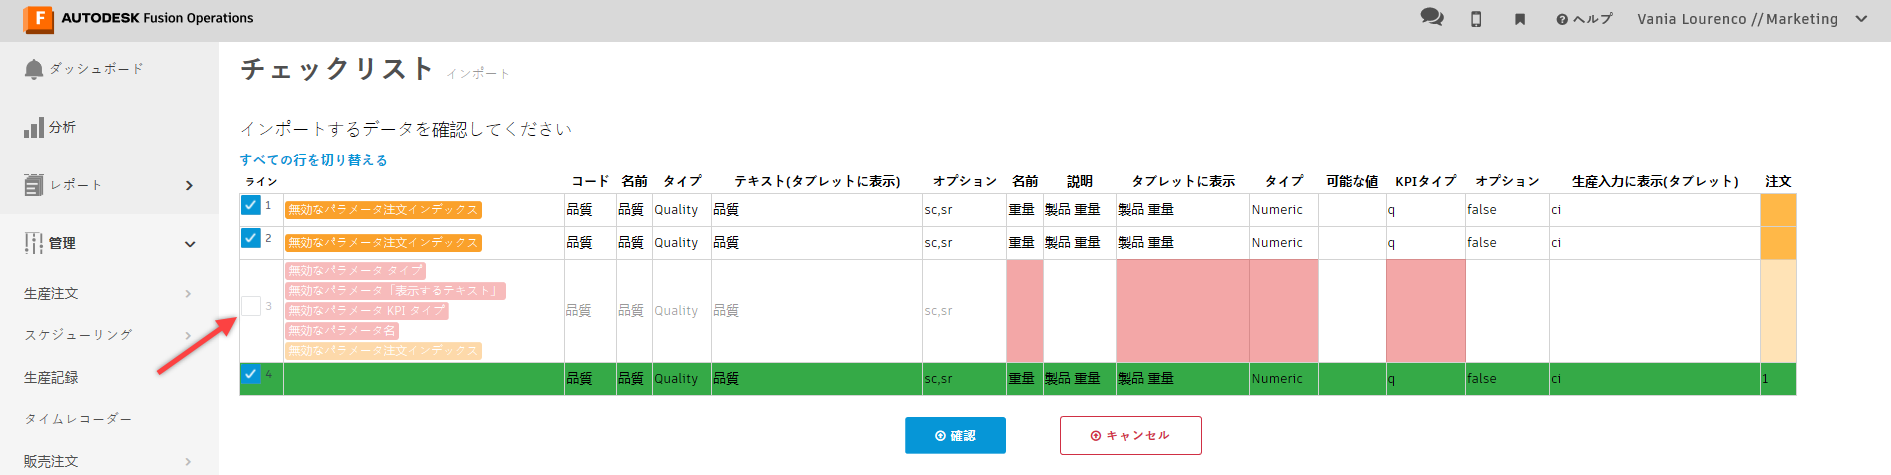 AUTODESK Fusion Operations
ヘルプ
Vania Lourenco // Marketing
ダッシュボード
分析
レポート
管理
生産注文
スケジューリング
生産記録
タイムレコーダー
販売注文
チェックリスト インポート
インポートするデータを確認してください
すべての行を切り替える
ライン コード 名前 タイプ テキスト(タブレットに表示) オプション 名前 説明 タブレットに表示 タイプ 可能な値 KPIタイプ オプション 生産入力に表示(タブレット) 注文
1 無効なパラメータ注文インデックス 品質 品質 Quality 品質 sc,sr 重量 製品 重量 製品 重量 Numeric q false ci
2 無効なパラメータ注文インデックス 品質 品質 Quality 品質 sc,sr 重量 製品 重量 製品 重量 Numeric q false ci
無効なパラメータ タイプ
無効なパラメータ「表示するテキスト」
3 無効なパラメータ KPI タイプ 品質 品質 Quality 品質 sc,sr
無効なパラメータ名
無効なパラメータ注文インデックス
4 品質 品質 Quality 品質 sc,sr 重量 製品 重量 製品 重量 Numeric q false ci 1
確認
キャンセル